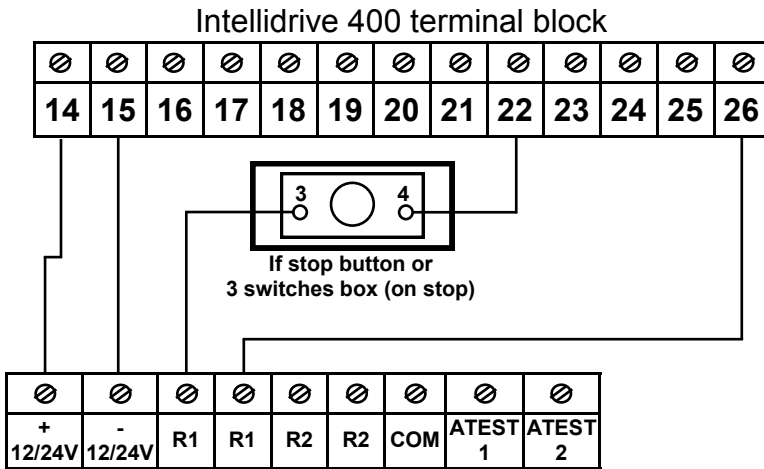 Intellidrive 400 terminal block
14 15 16 17 18 19 20 21 22 23 24 25 26
3 4
If stop button or
3 switches box (on stop)
+ - R1 R1 R2 R2 COM ATEST ATEST
12/24V 12/24V 1 2